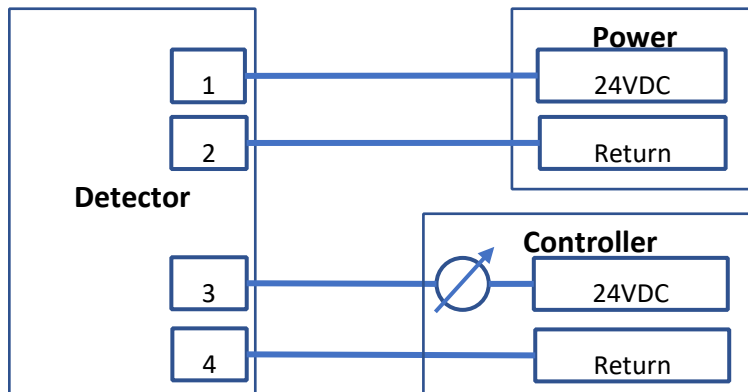 Power
1
24VDC
2
Return
Detector
Controller
3
24VDC
4
Return